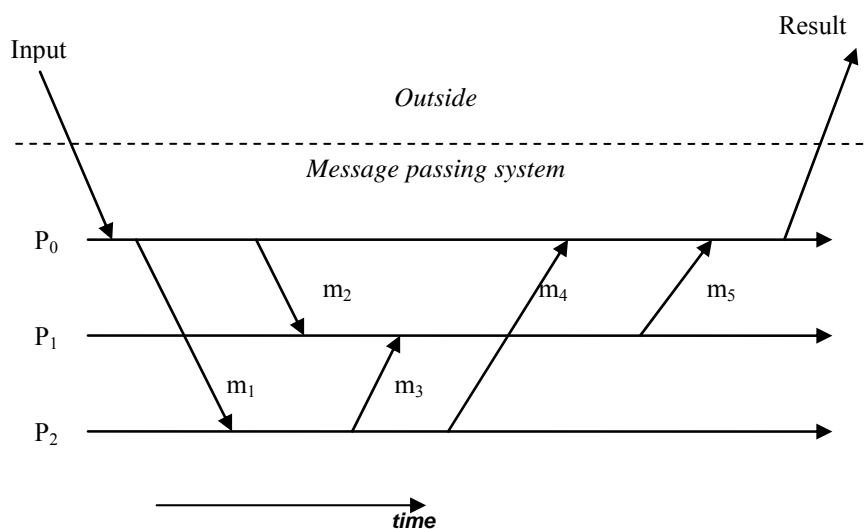 Input
Result
Outside
Message passing system
P₀
m₂
m₄
m₅
P₁
m₁
m₃
P₂
time